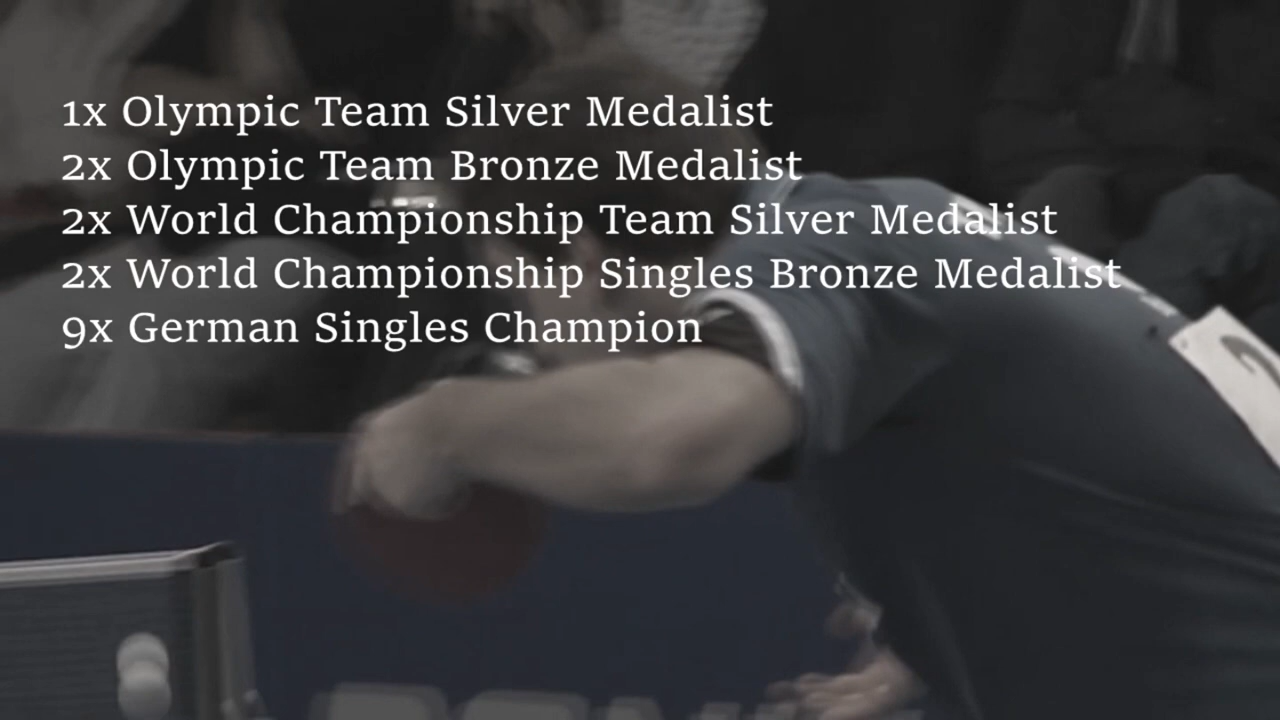 1x Olympic Team Silver Medalist
2x Olympic Team Bronze Medalist
2x World Championship Team Silver Medalist
2x World Championship Singles Bronze Medalist
9x German Singles Champion